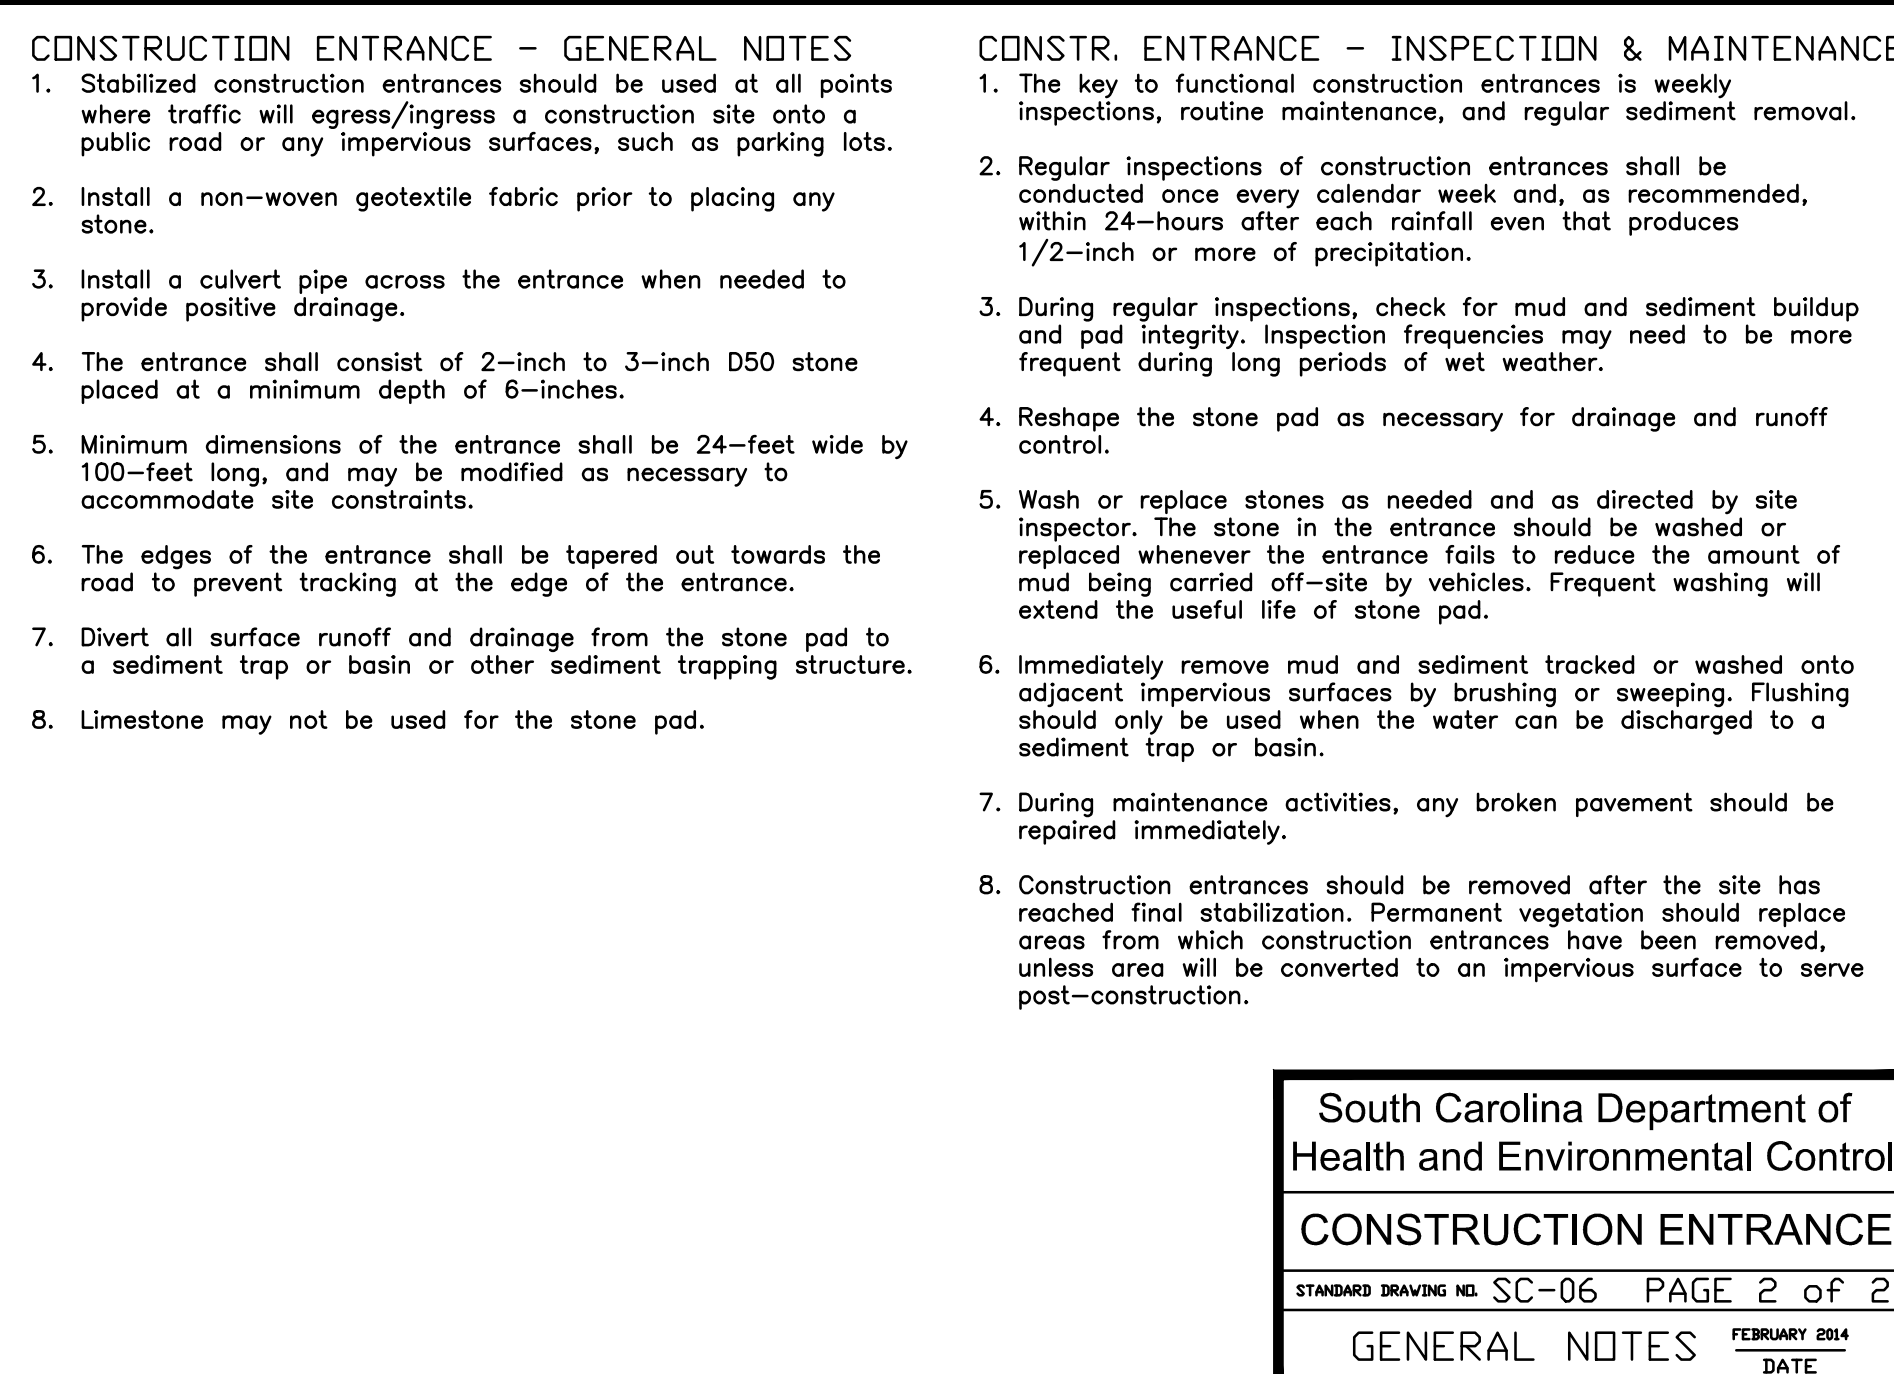 CONSTRUCTION ENTRANCE - GENERAL NOTES
1. Stabilized construction entrances should be used at all points
where traffic will egress/ingress a construction site onto a
public road or any impervious surfaces, such as parking lots.
2. Install a non-woven geotextile fabric prior to placing any
stone.
3. Install a culvert pipe across the entrance when needed to
provide positive drainage.
4. The entrance shall consist of 2-inch to 3-inch D50 stone
placed at a minimum depth of 6-inches.
5. Minimum dimensions of the entrance shall be 24-feet wide by
100-feet long, and may be modified as necessary to
accommodate site constraints.
6. The edges of the entrance shall be tapered out towards the
road to prevent tracking at the edge of the entrance.
7. Divert all surface runoff and drainage from the stone pad to
a sediment trap or basin or other sediment trapping structure.
8. Limestone may not be used for the stone pad.
CONSTR. ENTRANCE - INSPECTION & MAINTENANCE
1. The key to functional construction entrances is weekly
inspections, routine maintenance, and regular sediment removal.
2. Regular inspections of construction entrances shall be
conducted once every calendar week and, as recommended,
within 24-hours after each rainfall even that produces
1/2-inch or more of precipitation.
3. During regular inspections, check for mud and sediment buildup
and pad integrity. Inspection frequencies may need to be more
frequent during long periods of wet weather.
4. Reshape the stone pad as necessary for drainage and runoff
control.
5. Wash or replace stones as needed and as directed by site
inspector. The stone in the entrance should be washed or
replaced whenever the entrance fails to reduce the amount of
mud being carried off-site by vehicles. Frequent washing will
extend the useful life of stone pad.
6. Immediately remove mud and sediment tracked or washed onto
adjacent impervious surfaces by brushing or sweeping. Flushing
should only be used when the water can be discharged to a
sediment trap or basin.
7. During maintenance activities, any broken pavement should be
repaired immediately.
8. Construction entrances should be removed after the site has
reached final stabilization. Permanent vegetation should replace
areas from which construction entrances have been removed,
unless area will be converted to an impervious surface to serve
post-construction.
South Carolina Department of
Health and Environmental Control
CONSTRUCTION ENTRANCE
STANDARD DRAWING NO. SC-06 PAGE 2 of 2
GENERAL NOTES FEBRUARY 2014
DATE